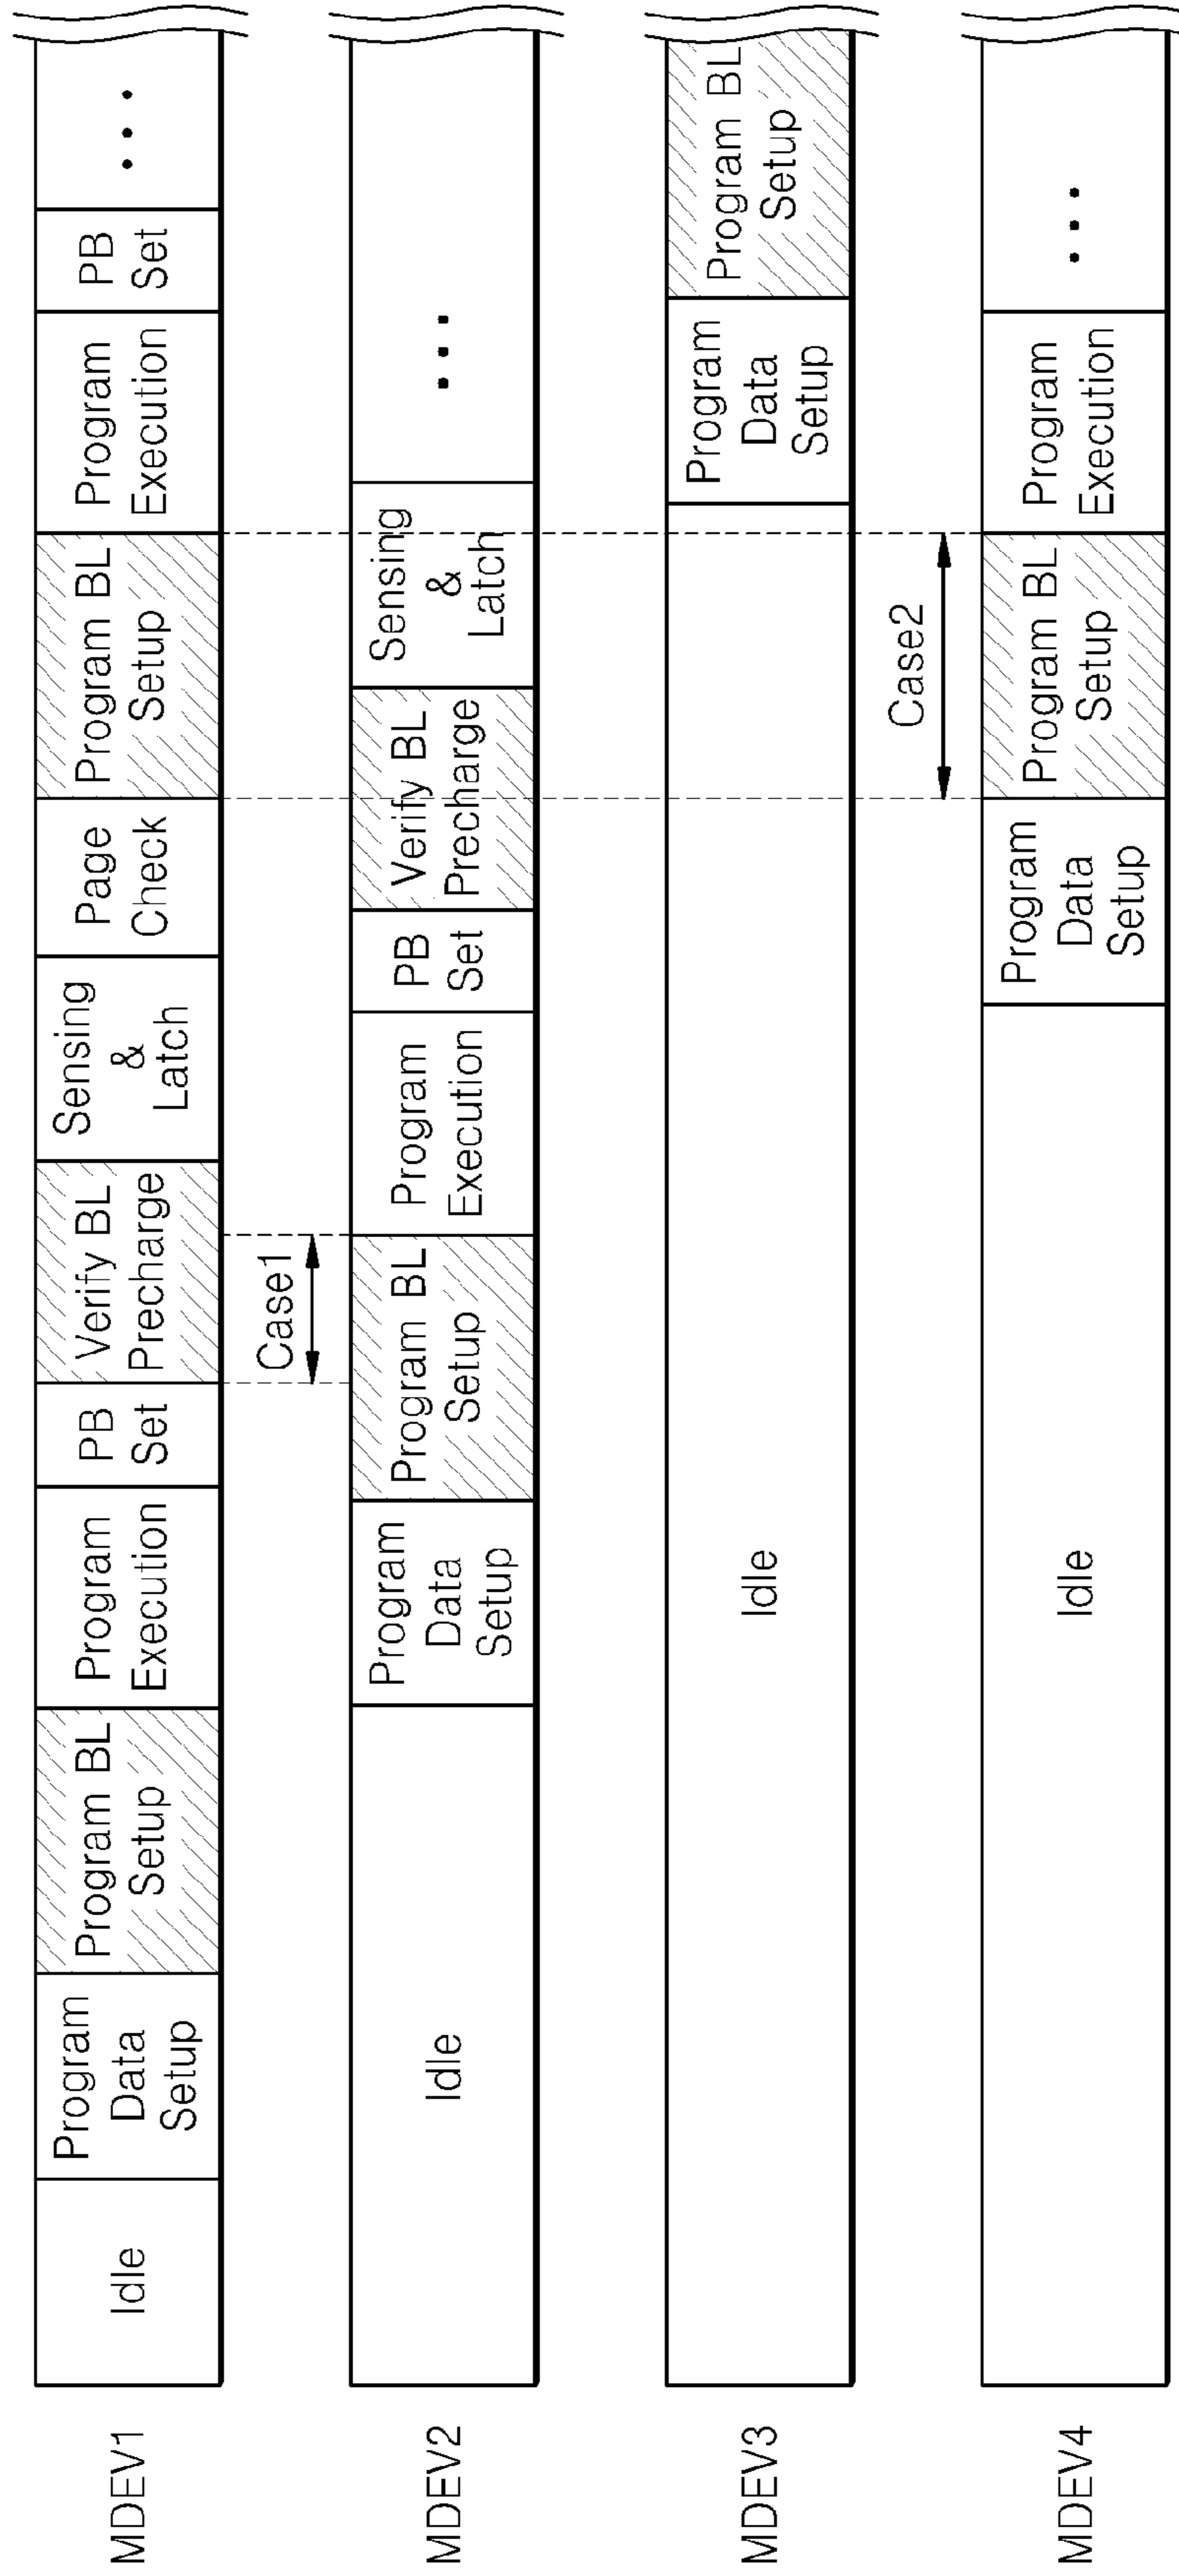 MDEV1
Idle
Program
Data
Setup
Program BL
Setup
Program
Execution
PB
Set
Verify BL
Precharge
Sensing
&
Latch
Page
Check
Program BL
Setup
Program
Execution
PB
Set
...
Case1
MDEV2
Idle
Program
Data
Setup
Program BL
Setup
Program
Execution
PB
Set
Verify BL
Precharge
Sensing
&
Latch
...
MDEV3
Idle
Program
Data
Setup
Program BL
Setup
Case2
MDEV4
Idle
Program
Data
Setup
Program BL
Setup
Program
Execution
...